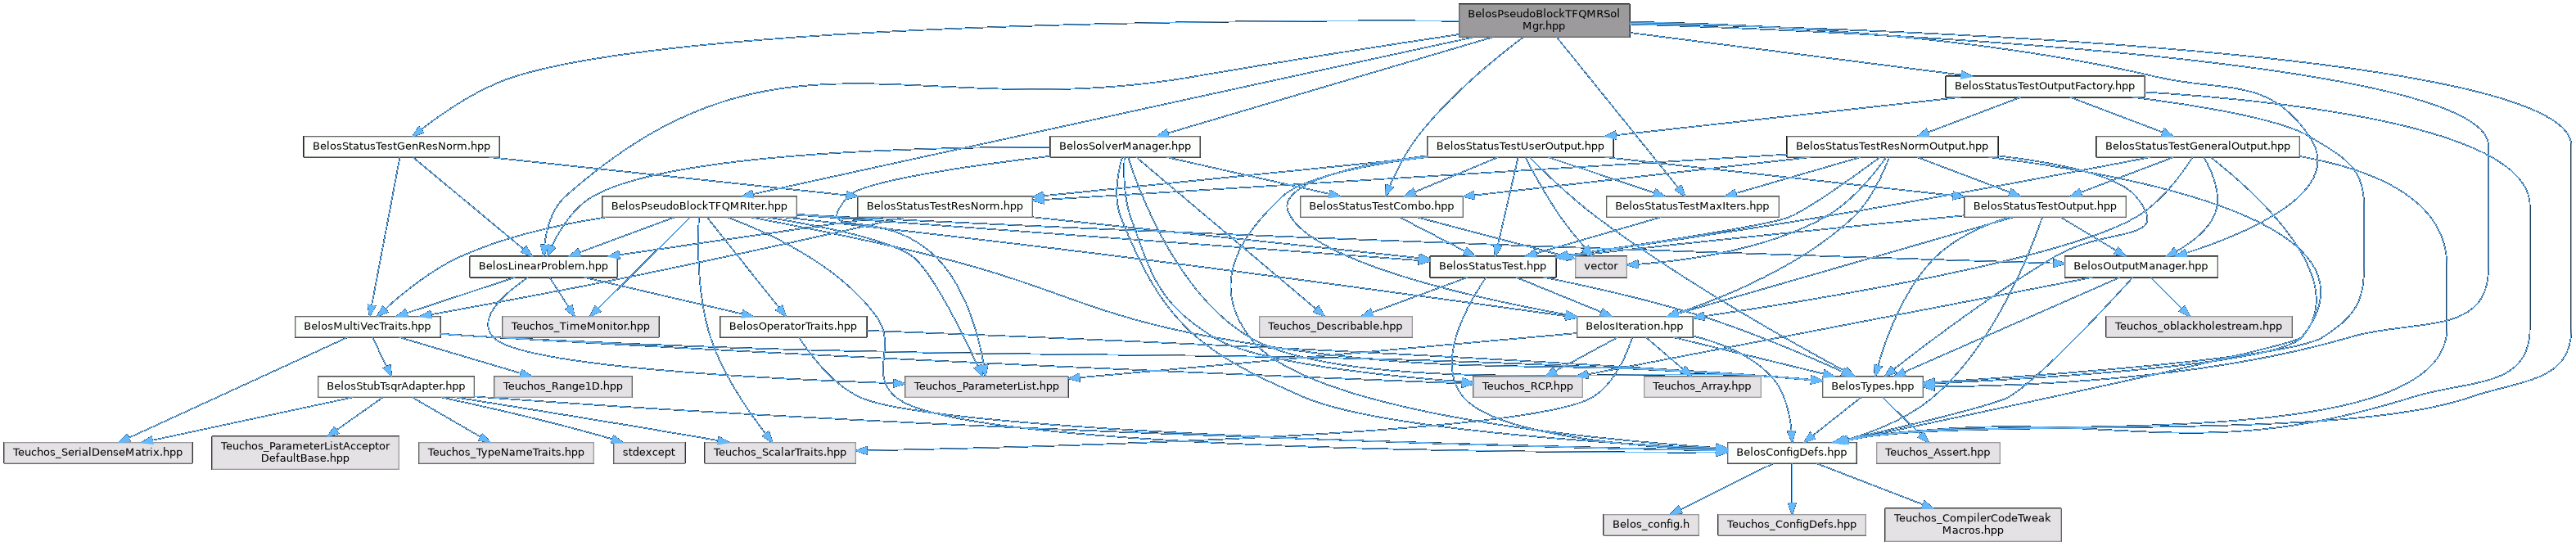 BelosPseudoBlockTFQMRSol
Mgr.hpp
BelosStatusTestOutputFactory.hpp
BelosStatusTestGenResNorm.hpp
BelosSolverManager.hpp
BelosStatusTestUserOutput.hpp
BelosStatusTestResNormOutput.hpp
BelosStatusTestGeneralOutput.hpp
BelosPseudoBlockTFQMRIter.hpp
BelosStatusTestResNorm.hpp
BelosStatusTestCombo.hpp
BelosStatusTestMaxIters.hpp
BelosStatusTestOutput.hpp
BelosLinearProblem.hpp
BelosStatusTest.hpp
vector
BelosOutputManager.hpp
BelosMultiVecTraits.hpp
Teuchos_TimeMonitor.hpp
BelosOperatorTraits.hpp
Teuchos_Describable.hpp
BelosIteration.hpp
Teuchos_oblackholestream.hpp
BelosStubTsqrAdapter.hpp
Teuchos_Range1D.hpp
Teuchos_ParameterList.hpp
Teuchos_RCP.hpp
Teuchos_Array.hpp
BelosTypes.hpp
Teuchos_SerialDenseMatrix.hpp
Teuchos_ParameterListAcceptor
DefaultBase.hpp
Teuchos_TypeNameTraits.hpp
stdexcept
Teuchos_ScalarTraits.hpp
BelosConfigDefs.hpp
Teuchos_Assert.hpp
Belos_config.h
Teuchos_ConfigDefs.hpp
Teuchos_CompilerCodeTweak
Macros.hpp